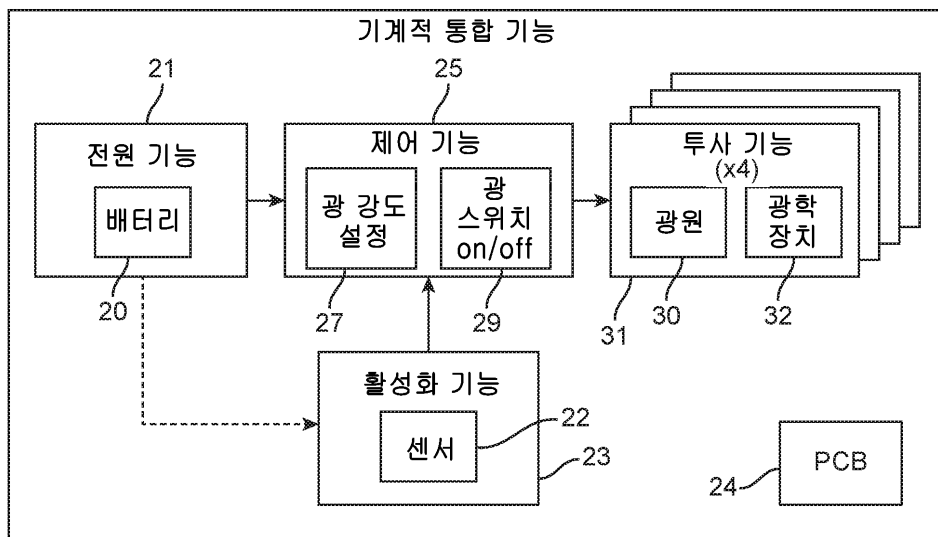 기계적 통합 기능
21
25
전원 기능
배터리
20
제어 기능
광 강도
설정
27
광
스위치
on/off
29
투사 기능
(x4)
광원
30
광학
장치
32
31
활성화 기능
센서
22
23
PCB
24